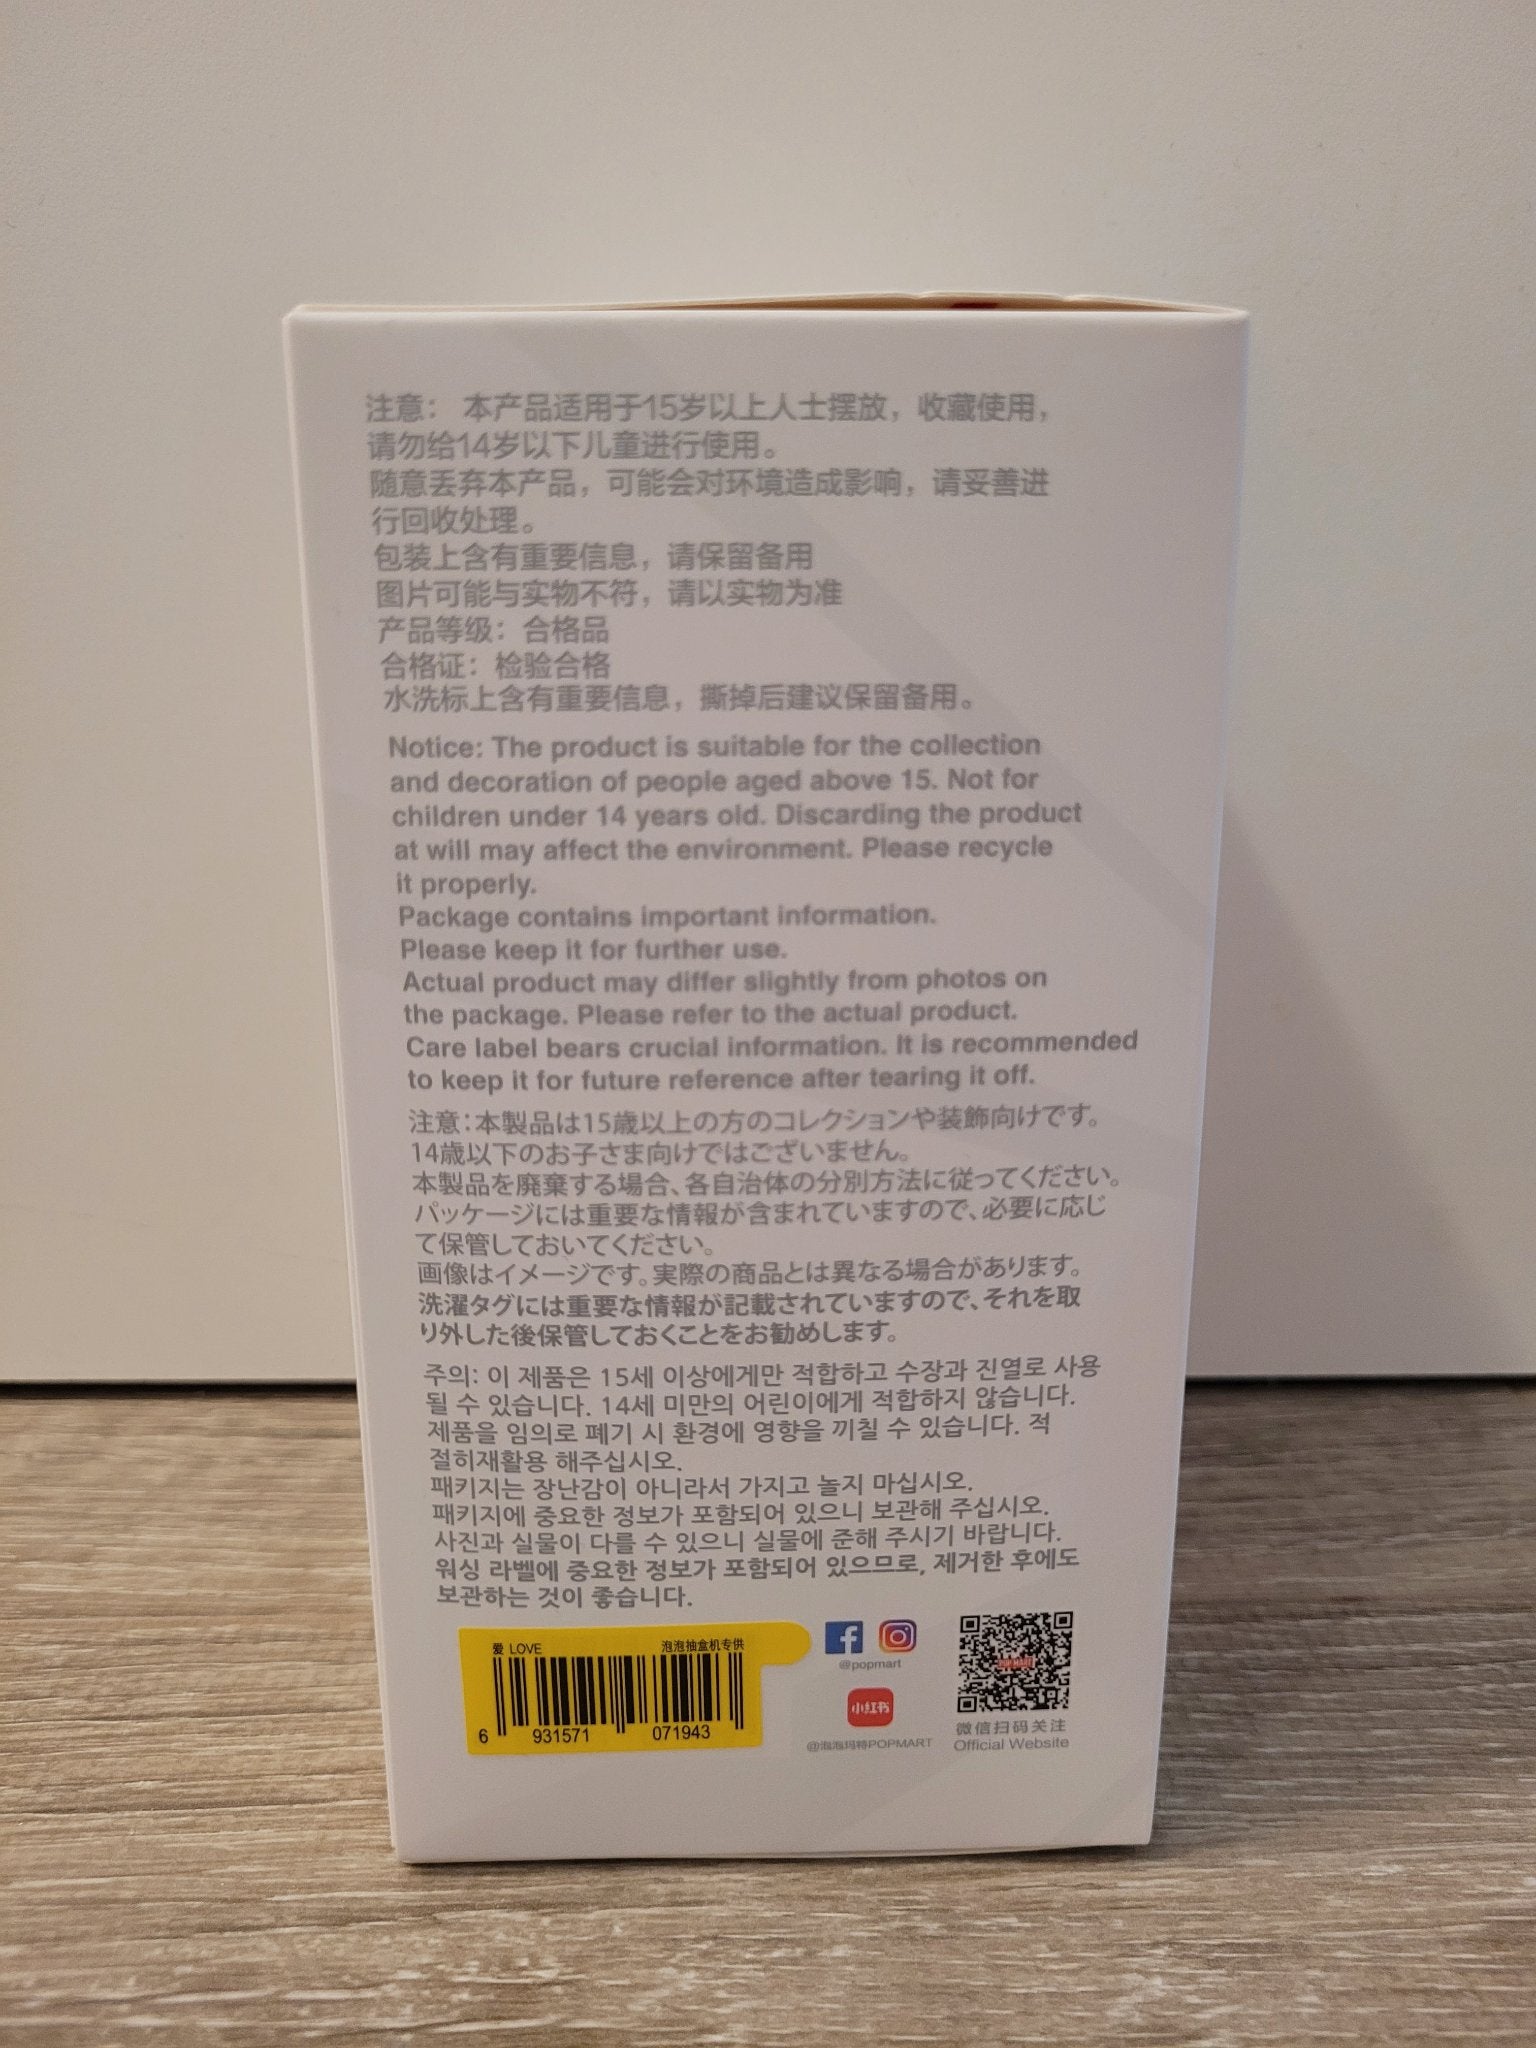 注意： 本产品适用于15岁以上人士摆放，收藏使用，
请勿给14岁以下儿童进行使用。
随意丢弃本产品，可能会对环境造成影响，请妥善进
行回收处理。
包装上含有重要信息，请保留备用
图片可能与实物不符，请以实物为准
产品等级：合格品
合格证：检验合格
水洗标上含有重要信息，撕掉后建议保留备用。
Notice: The product is suitable for the collection
and decoration of people aged above 15. Not for
children under 14 years old. Discarding the product
at will may affect the environment. Please recycle
it properly.
Package contains important information.
Please keep it for further use.
Actual product may differ slightly from photos on
the package. Please refer to the actual product.
Care label bears crucial information. It is recommended
to keep it for future reference after tearing it off.
注意：本製品は15歳以上の方のコレクションや装飾向けです。
14歳以下のお子さま向けではございません。
本製品を廃棄する場合、各自治体の分別方法に従ってください。
パッケージには重要な情報が含まれていますので、必要に応じ
て保管しておいてください。
画像はイメージです。実際の商品とは異なる場合があります。
洗濯タグには重要な情報が記載されていますので、それを取
り外した後保管しておくことをお勧めします。
주의: 이 제품은 15세 이상에게만 적합하고 수장과 진열로 사용
될 수 있습니다. 14세 미만의 어린이에게 적합하지 않습니다.
제품을 임의로 폐기 시 환경에 영향을 끼칠 수 있습니다. 적
절히재활용 해주십시오.
패키지는 장난감이 아니라서 가지고 놀지 마십시오.
패키지에 중요한 정보가 포함되어 있으니 보관해 주십시오.
사진과 실물이 다를 수 있으니 실물에 준해 주시기 바랍니다.
워싱 라벨에 중요한 정보가 포함되어 있으므로, 제거한 후에도
보관하는 것이 좋습니다.
爱 LOVE 泡泡抽盒机专供
6 931571 071943
@popmart
小红书
@泡泡玛特POPMART
POP MART
微信扫码关注
Official Website